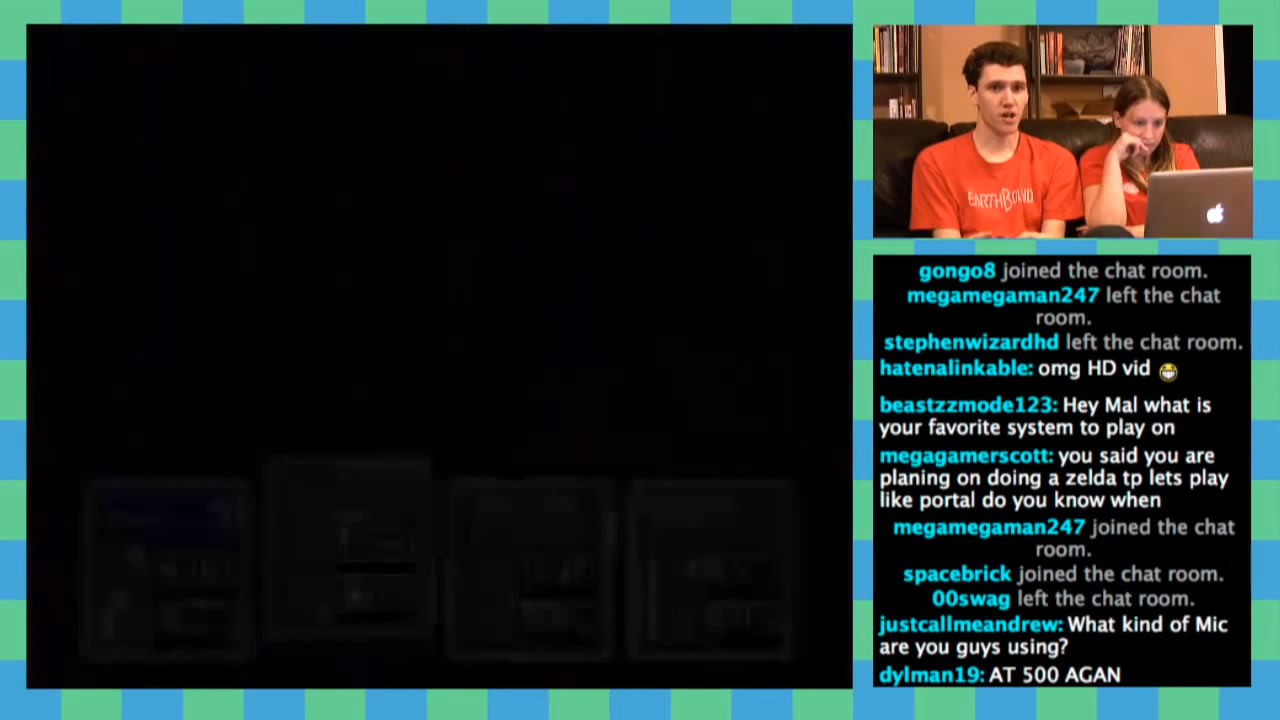 EARTHBOUND
gongo8 joined the chat room.
megamegaman247 left the chat
room.
stephenwizardhd left the chat room.
hatenalinkable: omg HD vid
beastzzmode123: Hey Mal what is
your favorite system to play on
megagamerscott: you said you are
planing on doing a zelda tp lets play
like portal do you know when
megamegaman247 joined the chat
room.
spacebrick joined the chat room.
00swag left the chat room.
justcallmeandrew: What kind of Mic
are you guys using?
dylman19: AT 500 AGAN